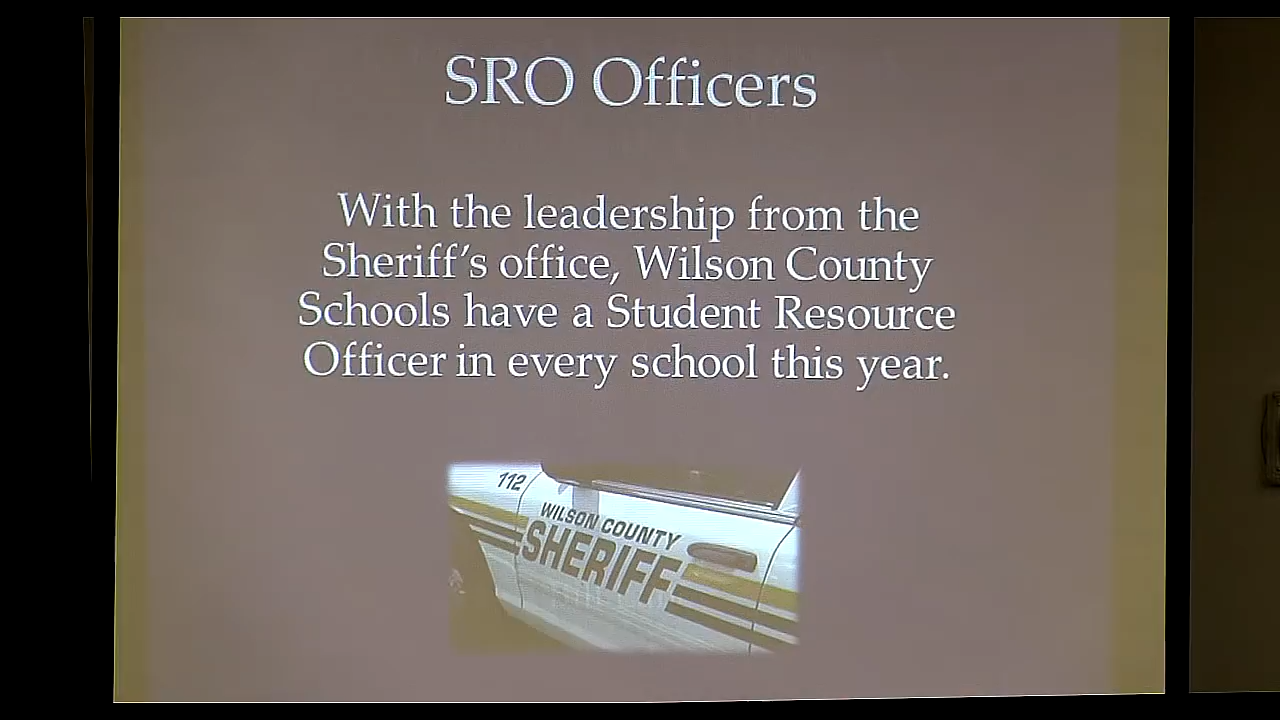 SRO Officers
With the leadership from the
Sheriff's office, Wilson County
Schools have a Student Resource
Officer in every school this year.
112
WILSON COUNTY
SHERIFF